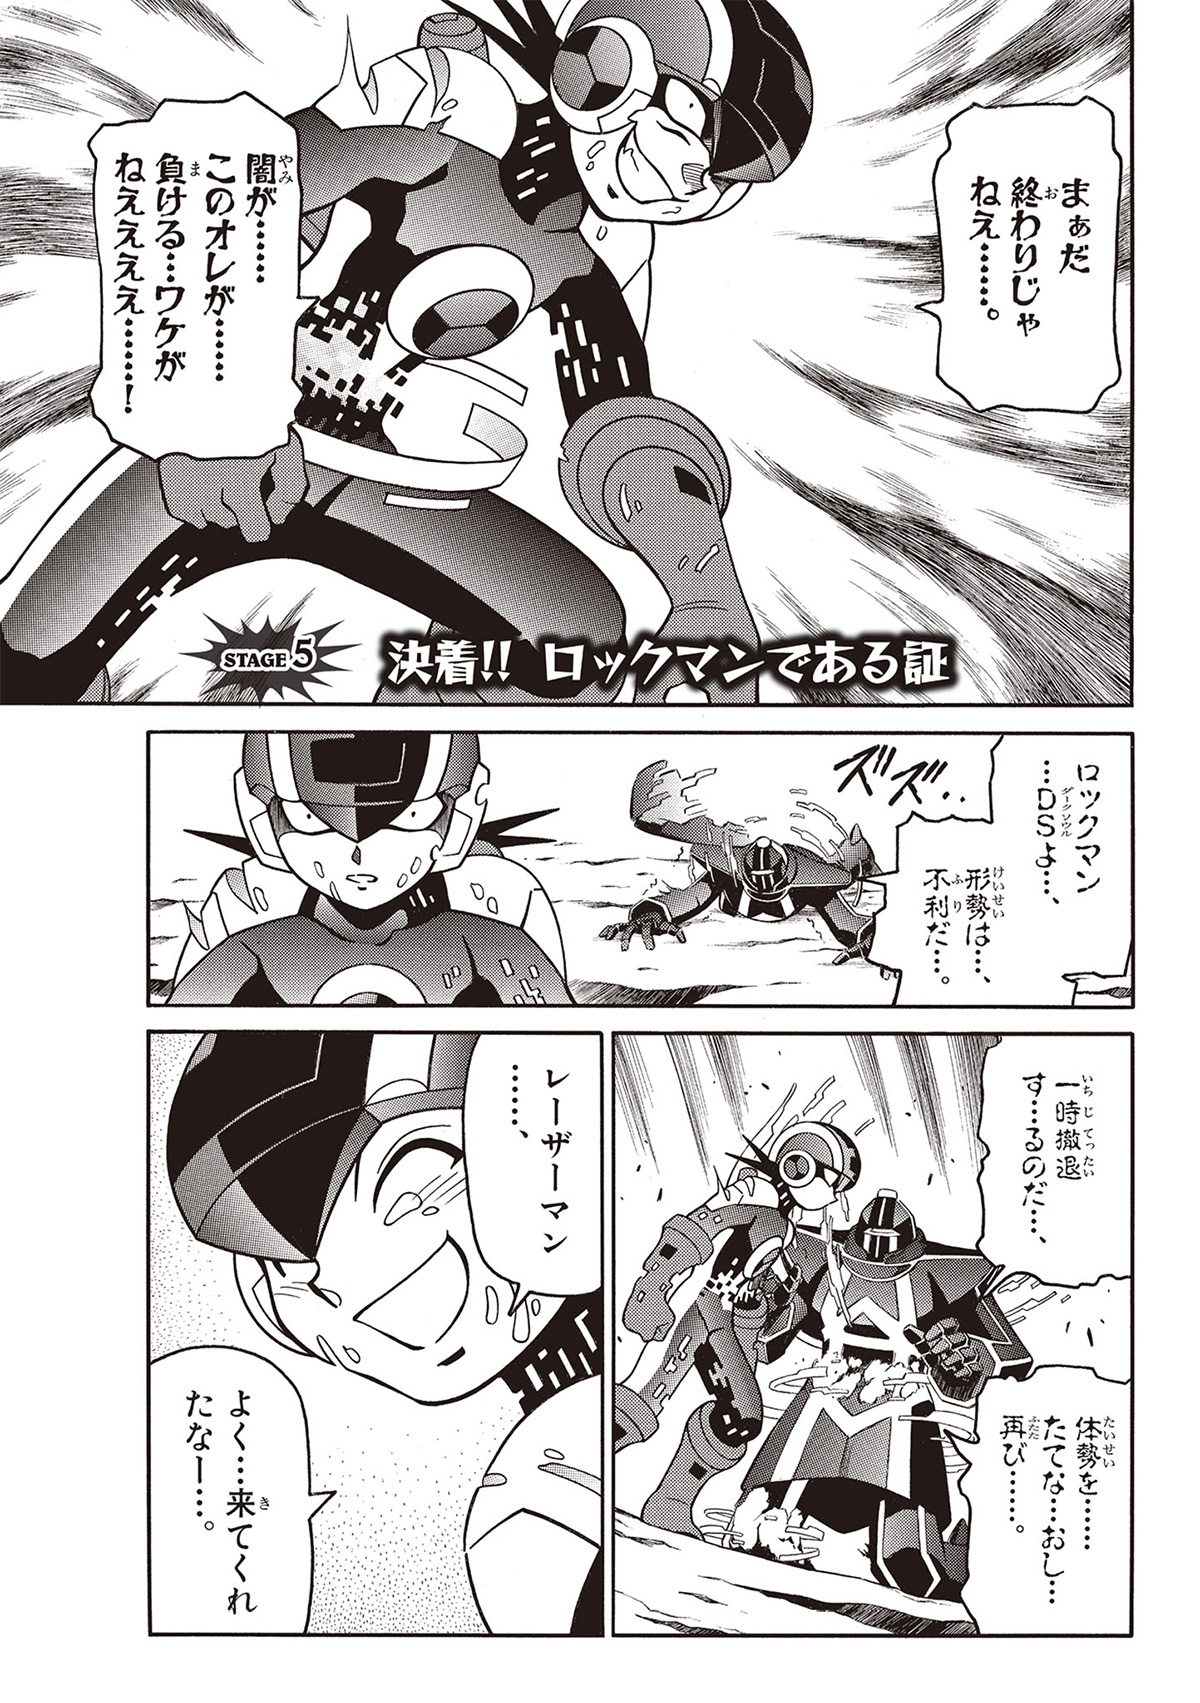 まぁだ
終わりじゃ
ねえ……。
闇が………
このオレが………
負ける…ワケが
ねえええぇ………!
STAGE 5
決着!! ロックマンである証
ロックマン
…DSよ…、
形勢は…、
不利だ…。
ズズ‥
一時撤退
す…るのだ…、
体勢を……
たてな…おし…
再び……。
レーザーマン
……、
よく…来てくれ
たなー…。